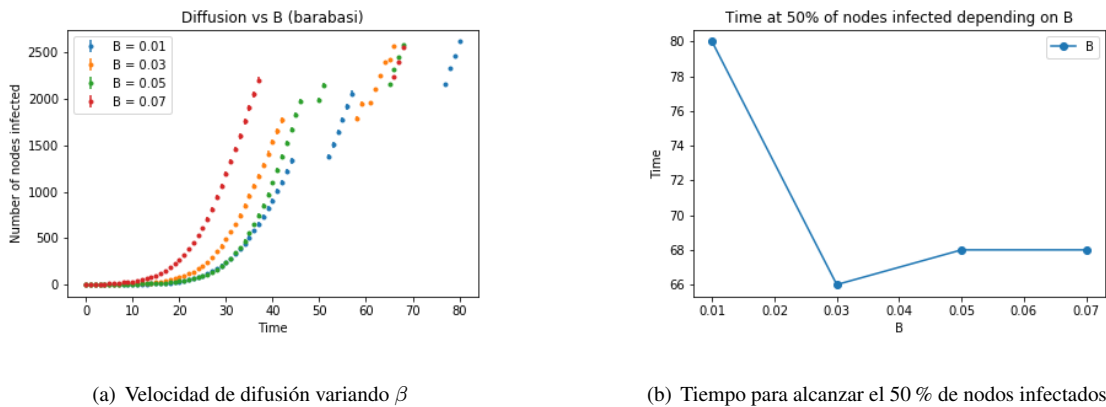 Diffusion vs B (barabasi)
B = 0.01
B = 0.03
B = 0.05
B = 0.07
Number of nodes infected
2500
2000
1500
1000
500
0
0 10 20 30 40 50 60 70 80
Time
(a) Velocidad de difusión variando β
Time at 50% of nodes infected depending on B
B
Time
80
78
76
74
72
70
68
66
0.01 0.02 0.03 0.04 0.05 0.06 0.07
B
(b) Tiempo para alcanzar el 50 % de nodos infectados